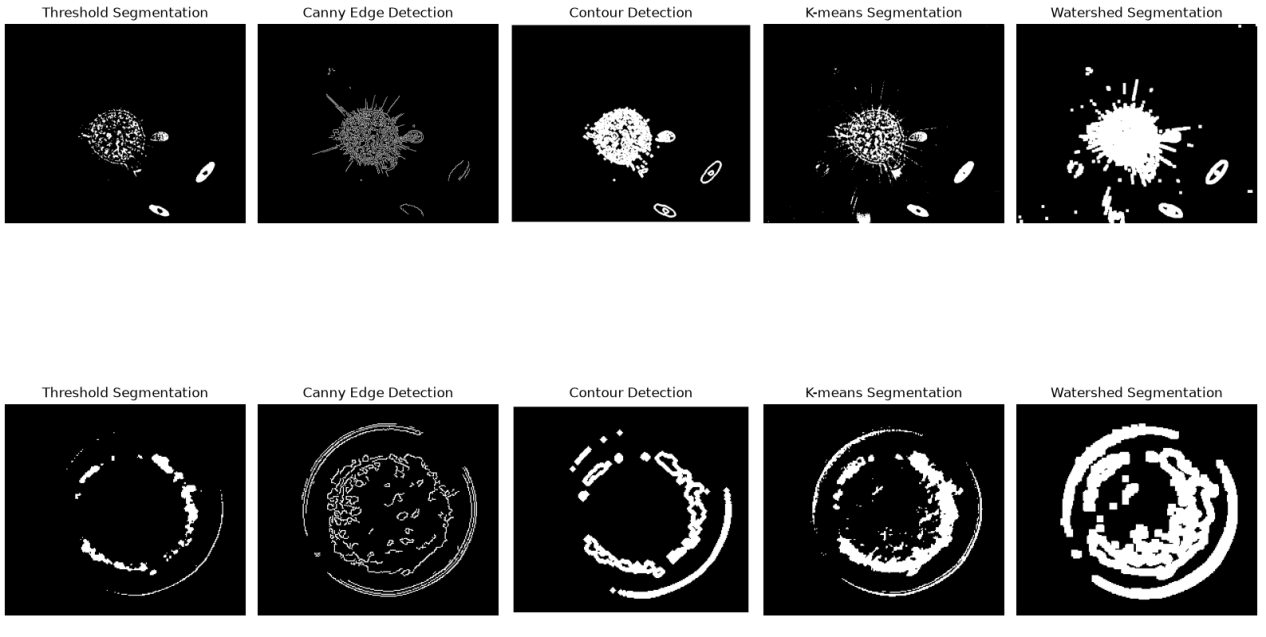 Threshold Segmentation
Canny Edge Detection
Contour Detection
K-means Segmentation
Watershed Segmentation
Threshold Segmentation
Canny Edge Detection
Contour Detection
K-means Segmentation
Watershed Segmentation